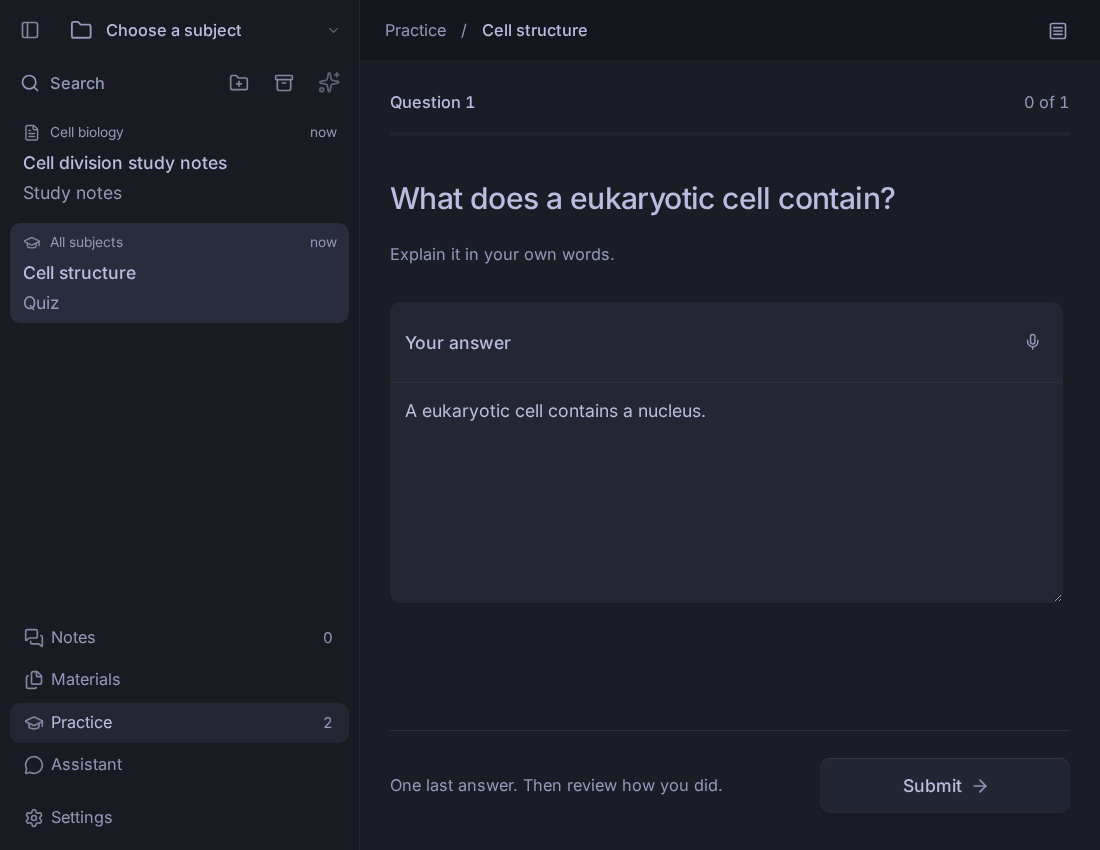 Choose a subject
Search
Cell biology now
Cell division study notes
Study notes
All subjects now
Cell structure
Quiz
Notes 0
Materials
Practice 2
Assistant
Settings
Practice / Cell structure
Question 1 0 of 1
What does a eukaryotic cell contain?
Explain it in your own words.
Your answer
A eukaryotic cell contains a nucleus.
One last answer. Then review how you did.
Submit